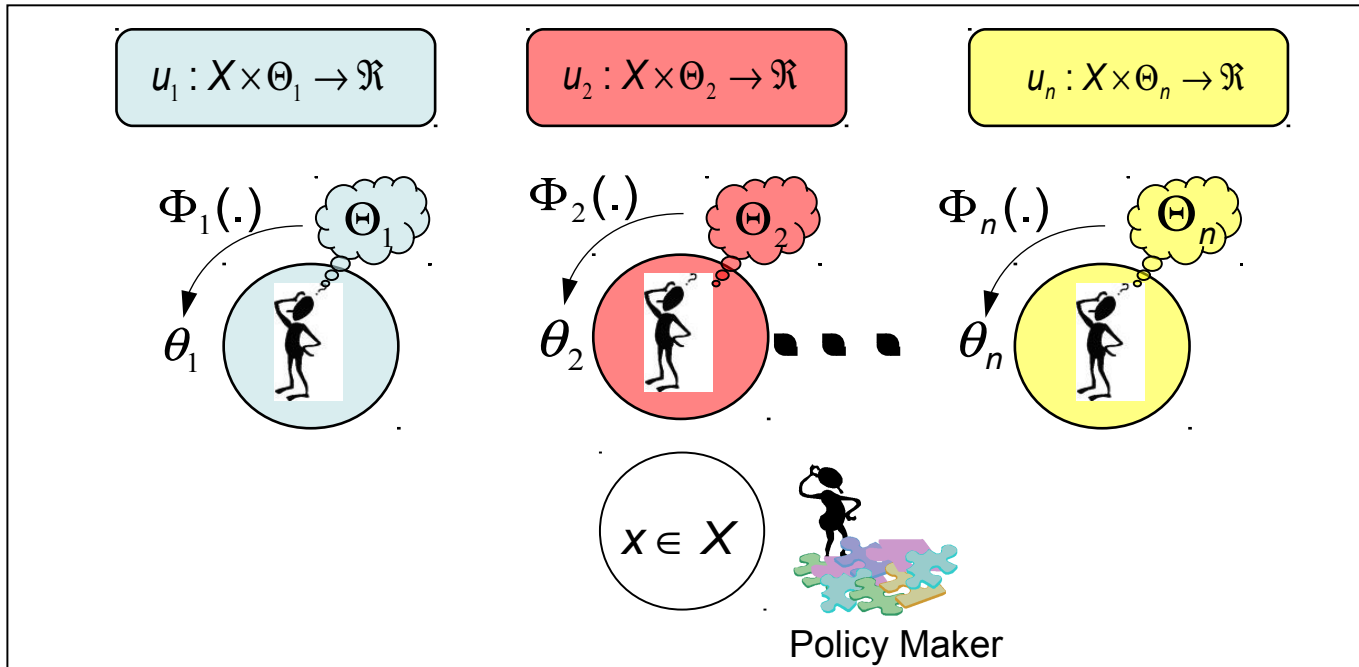 u₁ : X × Θ₁ → ℜ
u₂ : X × Θ₂ → ℜ
uₙ : X × Θₙ → ℜ
Φ₁(.)
Θ₁
Φ₂(.)
Θ₂
Φₙ(.)
Θₙ
?
?
?
θ₁
θ₂
θₙ
x ∈ X
Policy Maker